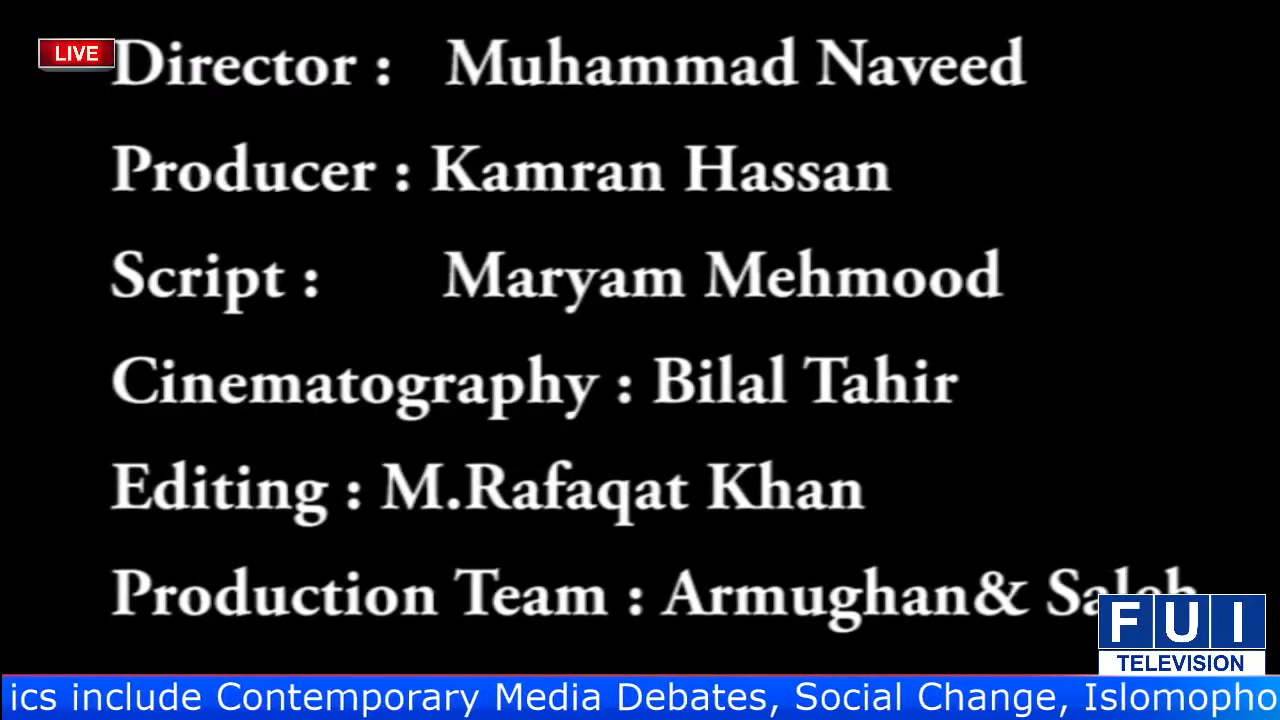 LIVE
Director : Muhammad Naveed
Producer : Kamran Hassan
Script : Maryam Mehmood
Cinematography : Bilal Tahir
Editing : M.Rafaqat Khan
Production Team : Armughan& Saleh
FUI
TELEVISION
ics include Contemporary Media Debates, Social Change, Islomopho